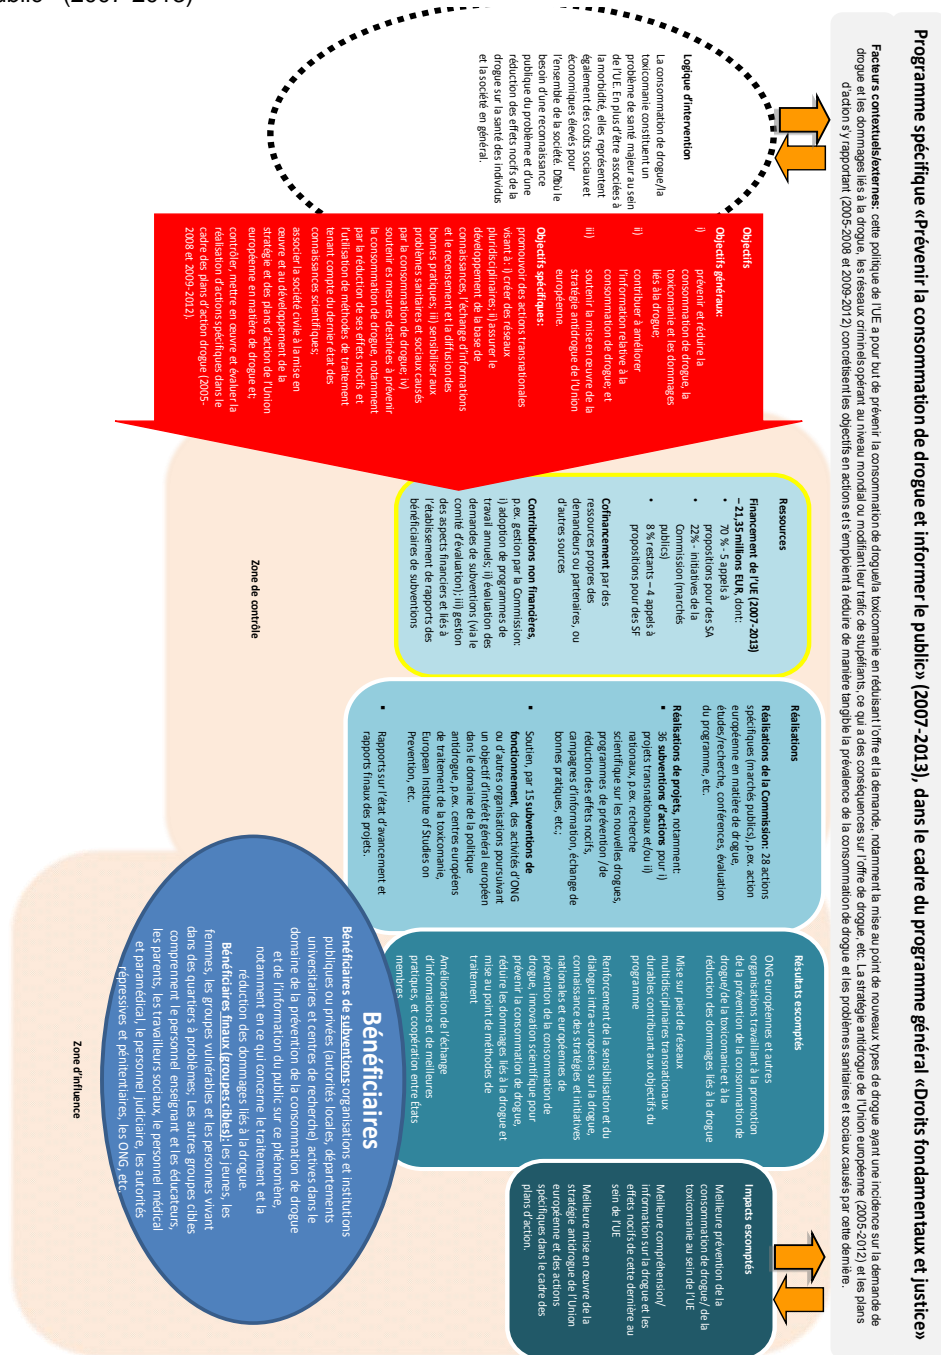 Programme spécifique «Prévenir la consommation de drogue et informer le public» (2007-2013), dans le cadre du programme général «Droits fondamentaux et justice»
Facteurs contextuels/externes: cette politique de l'UE a pour but de prévenir la consommation de drogue/la toxicomanie en réduisant l'offre et la demande, notamment la mise au point de nouveaux types de drogue ayant une incidence sur la demande de
drogue et les dommages liés à la drogue, les réseaux criminels opérant au niveau mondial ou modifiant leur trafic de stupéfiants, ce qui a des conséquences sur l'offre de drogue, etc. La stratégie antidrogue de l'Union européenne (2005-2012) et les plans
d'action s'y rapportant (2005-2008 et 2009-2012) concrétisent les objectifs en actions et s'emploient à réduire de manière tangible la prévalence de la consommation de drogue et les problèmes sanitaires et sociaux causés par cette dernière.
Logique d'intervention
La consommation de drogue/la
toxicomanie constituent un
problème de santé majeur au sein
de l'UE. En plus d'être associées à
la morbidité, elles représentent
également des coûts sociaux et
économiques élevés pour
l'ensemble de la société. D'où le
besoin d'une reconnaissance
publique du problème et d'une
réduction des effets nocifs de la
drogue sur la santé des individus
et la société en général.
Objectifs
Objectifs généraux:
i) prévenir et réduire la
consommation de drogue, la
toxicomanie et les dommages
liés à la drogue;
ii) contribuer à améliorer
l'information relative à la
consommation de drogue; et
iii) soutenir la mise en œuvre de la
stratégie antidrogue de l'Union
européenne.
Objectifs spécifiques:
promouvoir des actions transnationales
visant à: i) créer des réseaux
pluridisciplinaires; ii) assurer le
développement de la base de
connaissances, l'échange d'informations
et le recensement et la diffusion des
bonnes pratiques; iii) sensibiliser aux
problèmes sanitaires et sociaux causés
par la consommation de drogue; iv)
soutenir es mesures destinées à prévenir
la consommation de drogue, notamment
par la réduction de ses effets nocifs et
l'utilisation de méthodes de traitement
tenant compte du dernier état des
connaissances scientifiques;
associer la société civile à la mise en
œuvre et au développement de la
stratégie et des plans d'actions de l'Union
européenne en matière de drogue et;
contrôler, mettre en œuvre et évaluer la
réalisation d'actions spécifiques dans le
cadre des plans d'action drogue (2005-
2008 et 2009-2012).
Ressources
Financement de l'UE (2007-2013)
– 21,35 millions EUR, dont:
• 70 % - 5 appels à
propositions pour des SA
• 22% - initiatives de la
Commission (marchés
publics)
• 8 % restants – 4 appels à
propositions pour des SF
Cofinancement par des
ressources propres des
demandeurs ou partenaires, ou
d'autres sources
Contributions non financières,
p.ex. gestion par la Commission:
i) adoption de programmes de
travail annuels; ii) évaluation des
demandes de subventions (via le
comité d'évaluation); iii) gestion
des aspects financiers et liés à
l'établissement de rapports des
bénéficiaires de subventions
Zone de contrôle
Réalisations
Réalisations de la Commission: 28 actions
spécifiques (marchés publics), p.ex. action
européenne en matière de drogue,
études/recherche, conférences, évaluation
du programme, etc.
Réalisations de projets, notamment:
▪ 36 subventions d'actions pour i)
projets transnationaux et/ou ii)
nationaux, p.ex. recherche
scientifique sur les nouvelles drogues,
programmes de prévention /de
réduction des effets nocifs,
campagnes d'information, échange de
bonnes pratiques, etc.;
▪ Soutien, par 15 subventions de
fonctionnement, des activités d'ONG
ou d'autres organisations poursuivant
un objectif d'intérêt général européen
dans le domaine de la politique
antidrogue, p.ex. centres européens
de traitement de la toxicomanie,
European Institute of Studies on
Prevention, etc.
▪ Rapports sur l'état d'avancement et
rapports finaux des projets.
Résultats escomptés
ONG européennes et autres
organisations travaillant à la promotion
de la prévention de la consommation de
drogue/de la toxicomanie et à la
réduction des dommages liés à la drogue
Mise sur pied de réseaux
multidisciplinaires transnationaux
durables contribuant aux objectifs du
programme
Renforcement de la sensibilisation et du
dialogue intra-européens sur la drogue,
connaissance des stratégies et initiatives
nationales et européennes de
prévention de la consommation de
drogue, innovation scientifique pour
prévenir la consommation de drogue,
réduire les dommages liés à la drogue et
mise au point de méthodes de
traitement
Amélioration de l'échange
d'informations et de meilleures
pratiques, et coopération entre États
membres
Impacts escomptés
Meilleure prévention de la
consommation de drogue/ de la
toxicomanie au sein de l'UE
Meilleure compréhension/
information sur la drogue et les
effets nocifs de cette dernière au
sein de l'UE
Meilleure mise en œuvre de la
stratégie antidrogue de l'Union
européenne et des actions
spécifiques dans le cadre des
plans d'action.
Bénéficiaires
Bénéficiaires de subventions: organisations et institutions
publiques ou privées (autorités locales, départements
universitaires et centres de recherche) actives dans le
domaine de la prévention de la consommation de drogue
et de l'information du public sur ce phénomène,
notamment en ce qui concerne le traitement et la
réduction des dommages liés à la drogue.
Bénéficiaires finaux (groupes cibles): les jeunes, les
femmes, les groupes vulnérables et les personnes vivant
dans des quartiers à problèmes; Les autres groupes cibles
comprennent le personnel enseignant et les éducateurs,
les parents, les travailleurs sociaux, le personnel médical
et paramédical, le personnel judiciaire, les autorités
répressives et pénitentiaires, les ONG, etc.
Zone d'influence
(2007-2013)